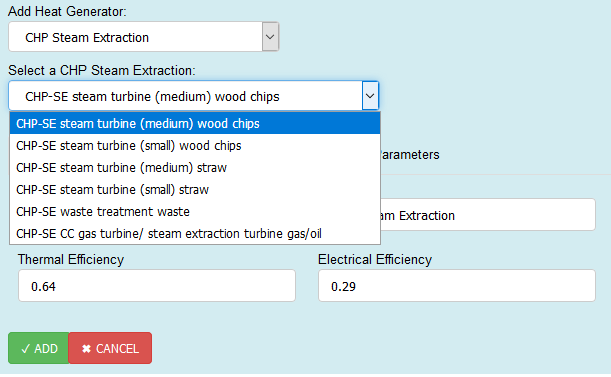 Add Heat Generator:
CHP Steam Extraction
Select a CHP Steam Extraction:
CHP-SE steam turbine (medium) wood chips
CHP-SE steam turbine (medium) wood chips
CHP-SE steam turbine (small) wood chips
CHP-SE steam turbine (medium) straw
CHP-SE steam turbine (small) straw
CHP-SE waste treatment waste
CHP-SE CC gas turbine/ steam extraction turbine gas/oil
Parameters
am Extraction
Thermal Efficiency Electrical Efficiency
0.64 0.29
✓ ADD ✖ CANCEL